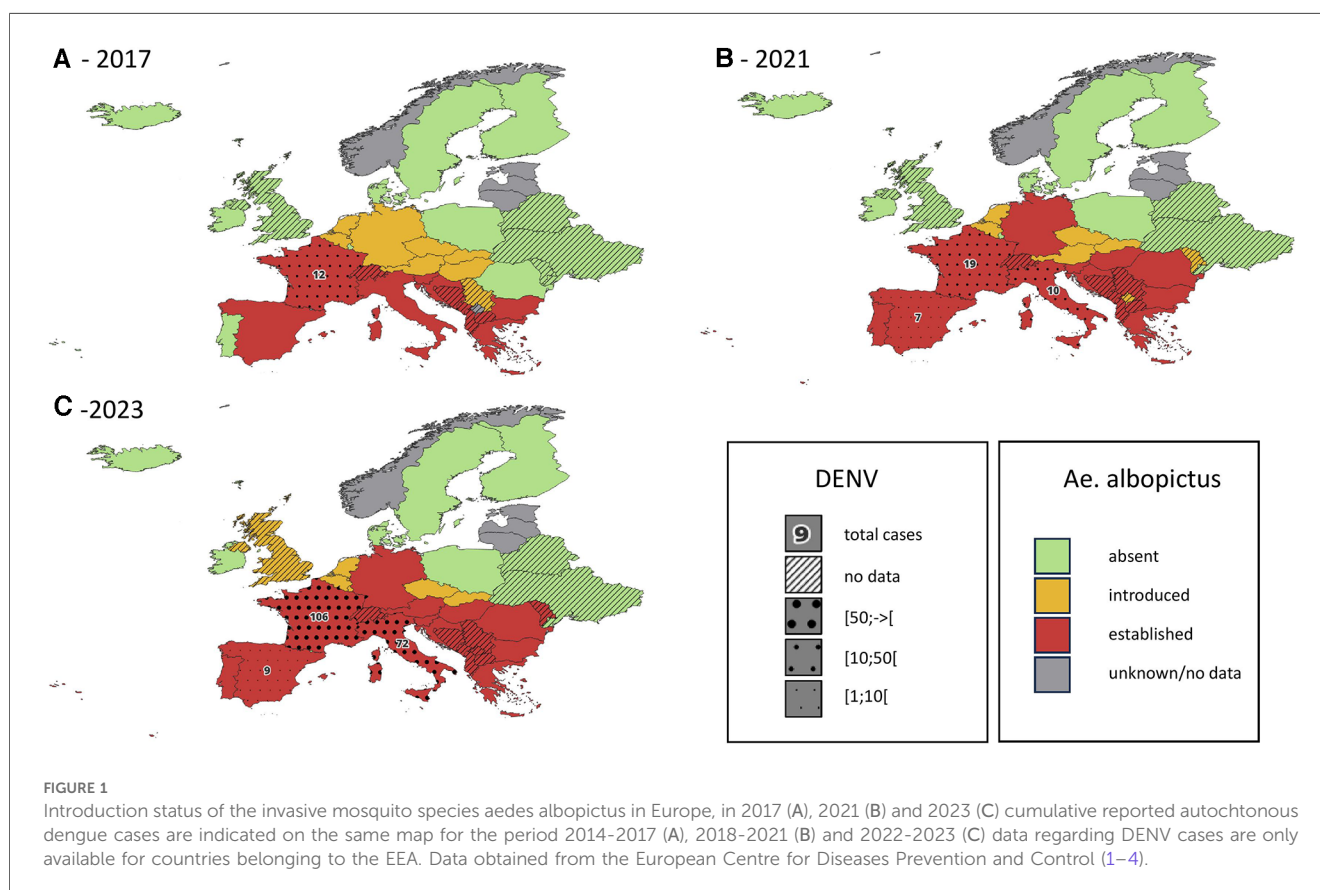 A - 2017
12
B - 2021
19
10
7
C -2023
106
72
9
DENV
9 total cases
no data
[50;->[
[10;50[
[1;10[
Ae. albopictus
absent
introduced
established
unknown/no data
FIGURE 1
Introduction status of the invasive mosquito species aedes albopictus in Europe, in 2017 (A), 2021 (B) and 2023 (C) cumulative reported autochtonous
dengue cases are indicated on the same map for the period 2014-2017 (A), 2018-2021 (B) and 2022-2023 (C) data regarding DENV cases are only
available for countries belonging to the EEA. Data obtained from the European Centre for Diseases Prevention and Control (1–4).